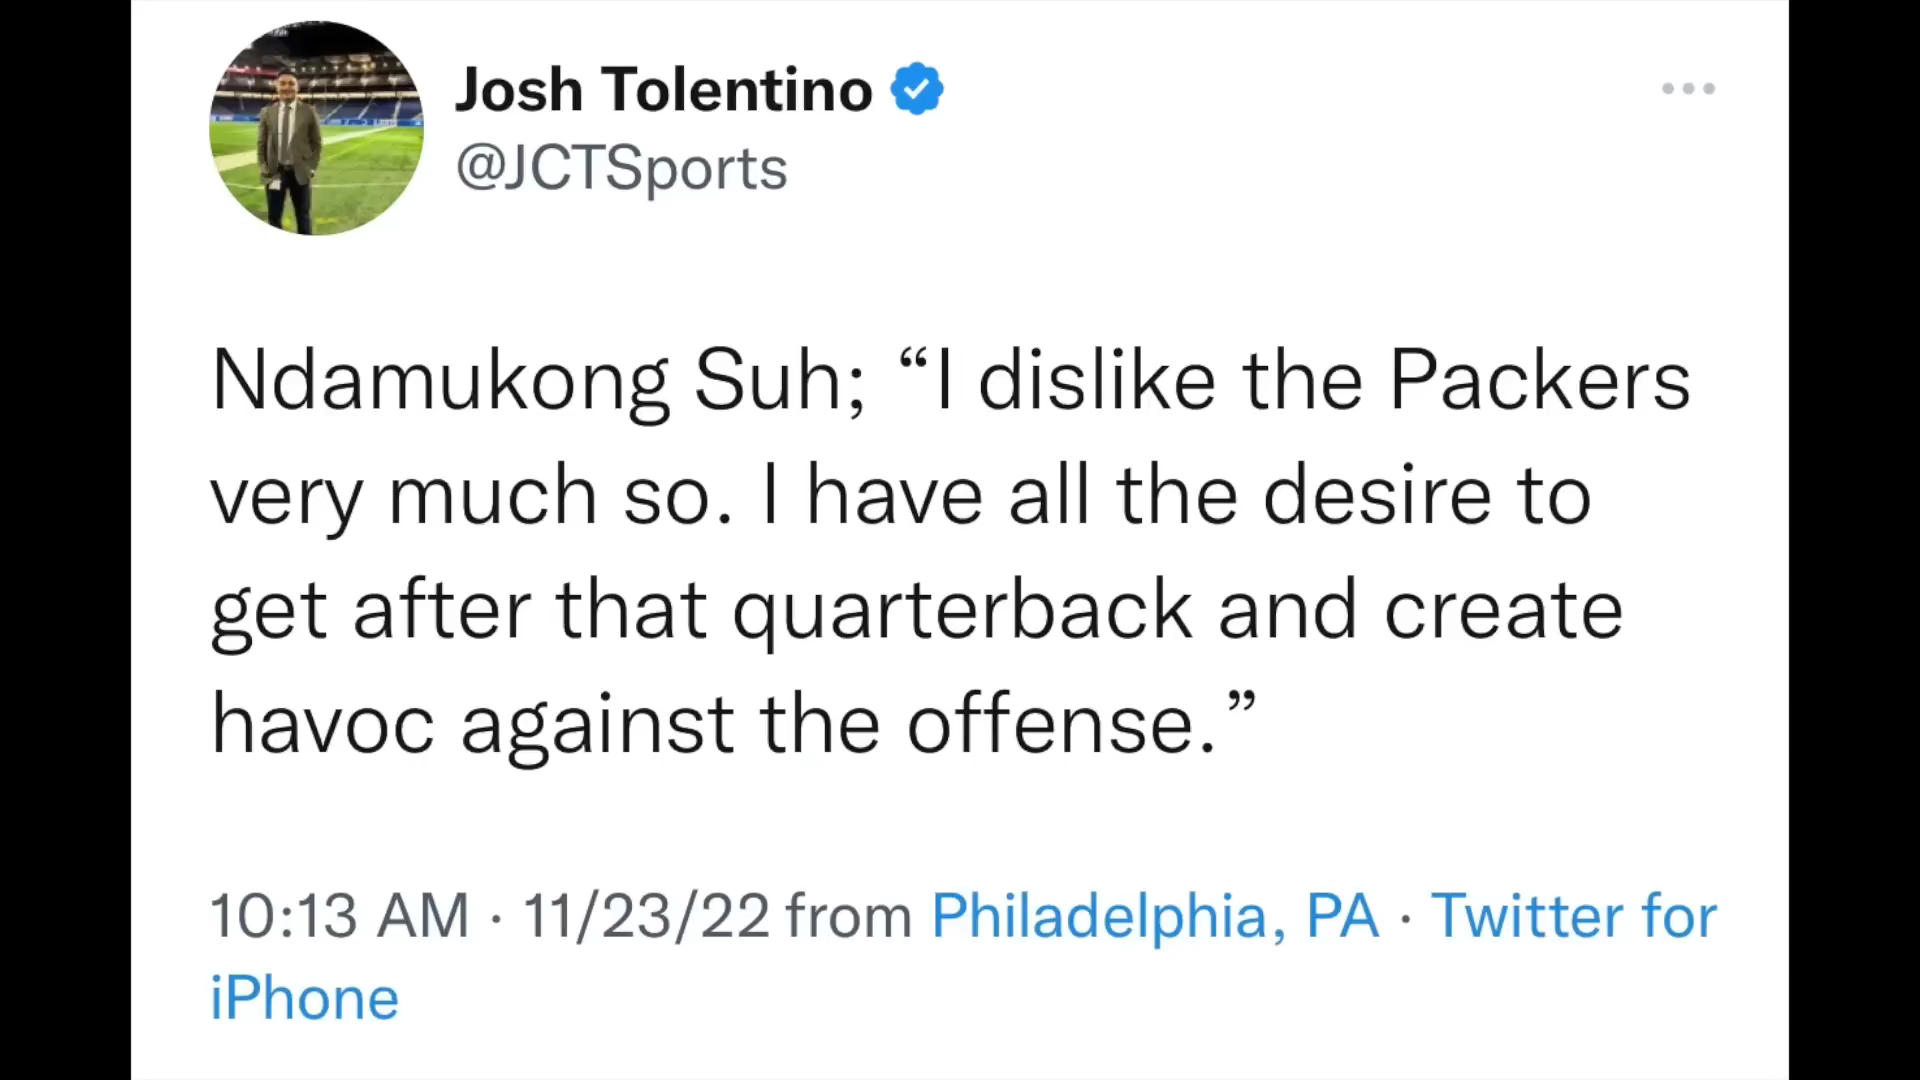 Josh Tolentino
@JCTSports
Ndamukong Suh; “I dislike the Packers
very much so. I have all the desire to
get after that quarterback and create
havoc against the offense.”
10:13 AM · 11/23/22 from Philadelphia, PA · Twitter for
iPhone